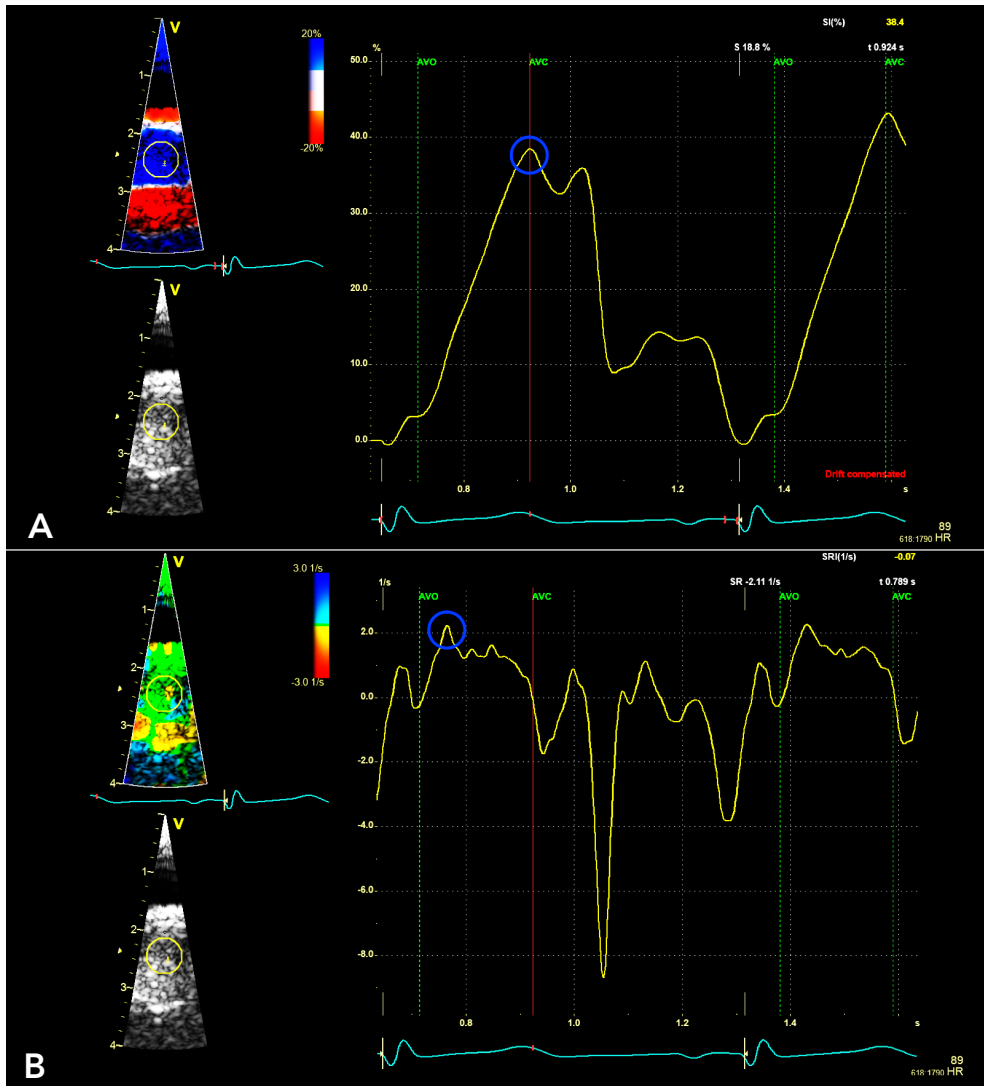 SI(%) 38.4
V
20%
-20%
% S 18.8 % t 0.924 s
50.0
AVO AVC AVO AVC
40.0
30.0
20.0
10.0
0.0
1
2
3
4
Drift compensated
0.8 1.0 1.2 1.4 s
V
1
2
3
4
89
618:1790 HR
A
SRI(1/s) -0.07
V
3.0 1/s
-3.0 1/s
1/s SR -2.11 1/s t 0.789 s
AVO AVC AVO AVC
2.0
0.0
-2.0
-4.0
-6.0
-8.0
1
2
3
4
0.8 1.0 1.2 1.4 s
V
1
2
3
4
89
618:1790 HR
B